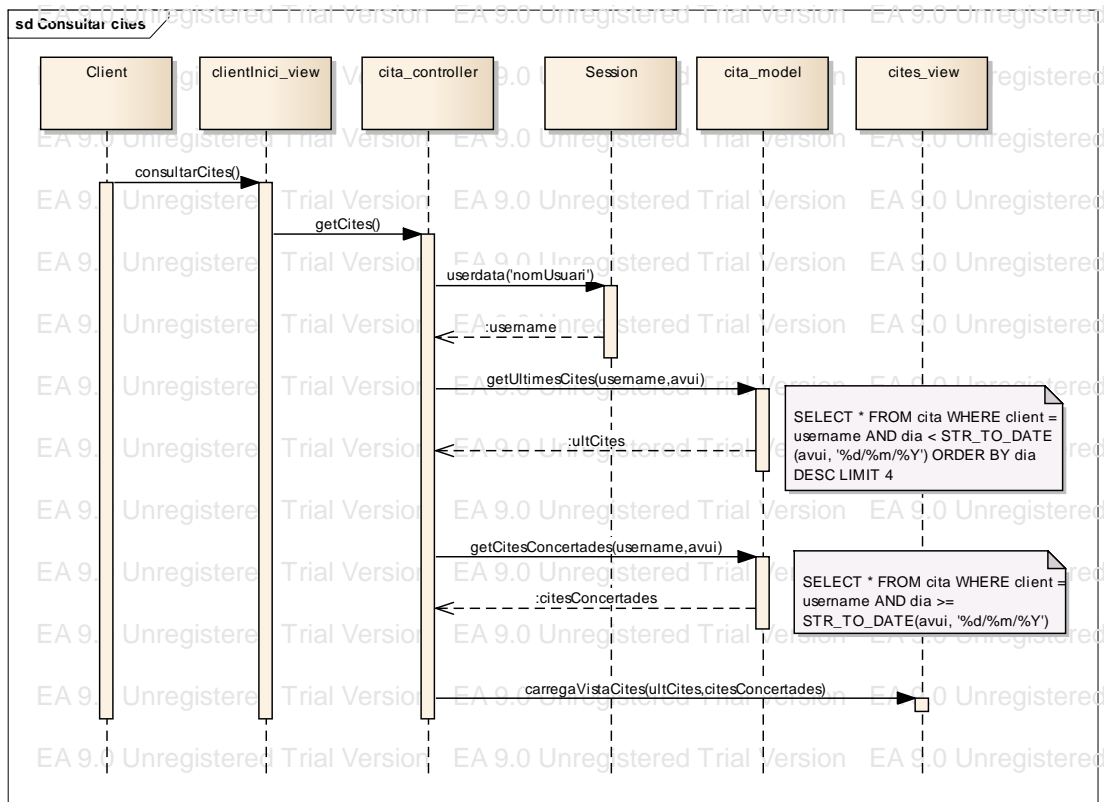 sd Consultar cites
Client
clientInici_view
cita_controller
Session
cita_model
cites_view
consultarCites()
getCites()
userdata('nomUsuari')
:username
getUltimesCites(username,avui)
SELECT * FROM cita WHERE client =
username AND dia < STR_TO_DATE
(avui, '%d/%m/%Y') ORDER BY dia
DESC LIMIT 4
:ultCites
getCitesConcertades(username,avui)
SELECT * FROM cita WHERE client =
username AND dia >=
STR_TO_DATE(avui, '%d/%m/%Y')
:citesConcertades
carregaVistaCites(ultCites,citesConcertades)
EA 9.0 Unregistered Trial Version